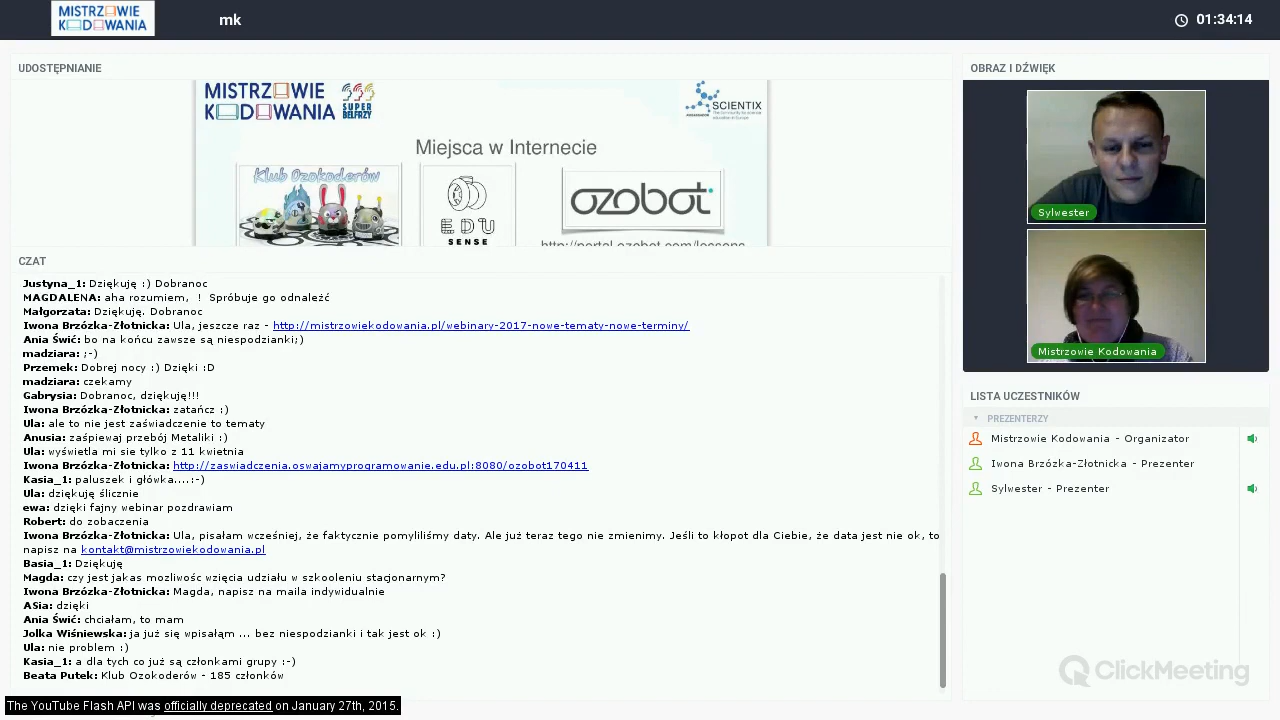 MISTRZOWIE
KODOWANIA
mk
01:34:14
UDOSTĘPNIANIE
MISTRZOWIE
KODOWANIA
SUPER
BELFRZY
SCIENTIX
Miejsca w Internecie
Klub Ozokoderów
EDU
SENSE
ozobot
http://portal.ozobot.com/lessons
CZAT
Justyna_1: Dziękuję :) Dobranoc
MAGDALENA: aha rozumiem,  !  Spróbuje go odnaleźć
Małgorzata: Dziękuję. Dobranoc
Iwona Brzózka-Złotnicka: Ula, jeszcze raz - http://mistrzowiekodowania.pl/webinary-2017-nowe-tematy-nowe-terminy/
Ania Świć: bo na końcu zawsze są niespodzianki;)
madziara: ;-)
Przemek: Dobrej nocy :) Dzięki :D
madziara: czekamy
Gabrysia: Dobranoc, dziękuję!!!
Iwona Brzózka-Złotnicka: zatańcz :)
Ula: ale to nie jest zaświadczenie to tematy
Anusia: zaśpiewaj przebój Metaliki :)
Ula: wyświetla mi sie tylko z 11 kwietnia
Iwona Brzózka-Złotnicka: http://zaswiadczenia.oswajamyprogramowanie.edu.pl:8080/ozobot170411
Kasia_1: paluszek i główka....:-)
Ula: dziękuję ślicznie
ewa: dzięki fajny webinar pozdrawiam
Robert: do zobaczenia
Iwona Brzózka-Złotnicka: Ula, pisałam wcześniej, że faktycznie pomyliliśmy daty. Ale już teraz tego nie zmienimy. Jeśli to kłopot dla Ciebie, że data jest nie ok, to
napisz na kontakt@mistrzowiekodowania.pl
Basia_1: Dziękuję
Magda: czy jest jakas mozliwośc wzięcia udziału w szkooleniu stacjonarnym?
Iwona Brzózka-Złotnicka: Magda, napisz na maila indywidualnie
ASia: dzięki
Ania Świć: chciałam, to mam
Jolka Wiśniewska: ja już się wpisałąm ... bez niespodzianki i tak jest ok :)
Ula: nie problem :)
Kasia_1: a dla tych co już są członkami grupy :-)
Beata Putek: Klub Ozokoderów - 185 członków
The YouTube Flash API was officially deprecated on January 27th, 2015.
OBRAZ I DŹWIĘK
Sylwester
Mistrzowie Kodowania
LISTA UCZESTNIKÓW
PREZENTERZY
Mistrzowie Kodowania - Organizator
Iwona Brzózka-Złotnicka - Prezenter
Sylwester - Prezenter
ClickMeeting